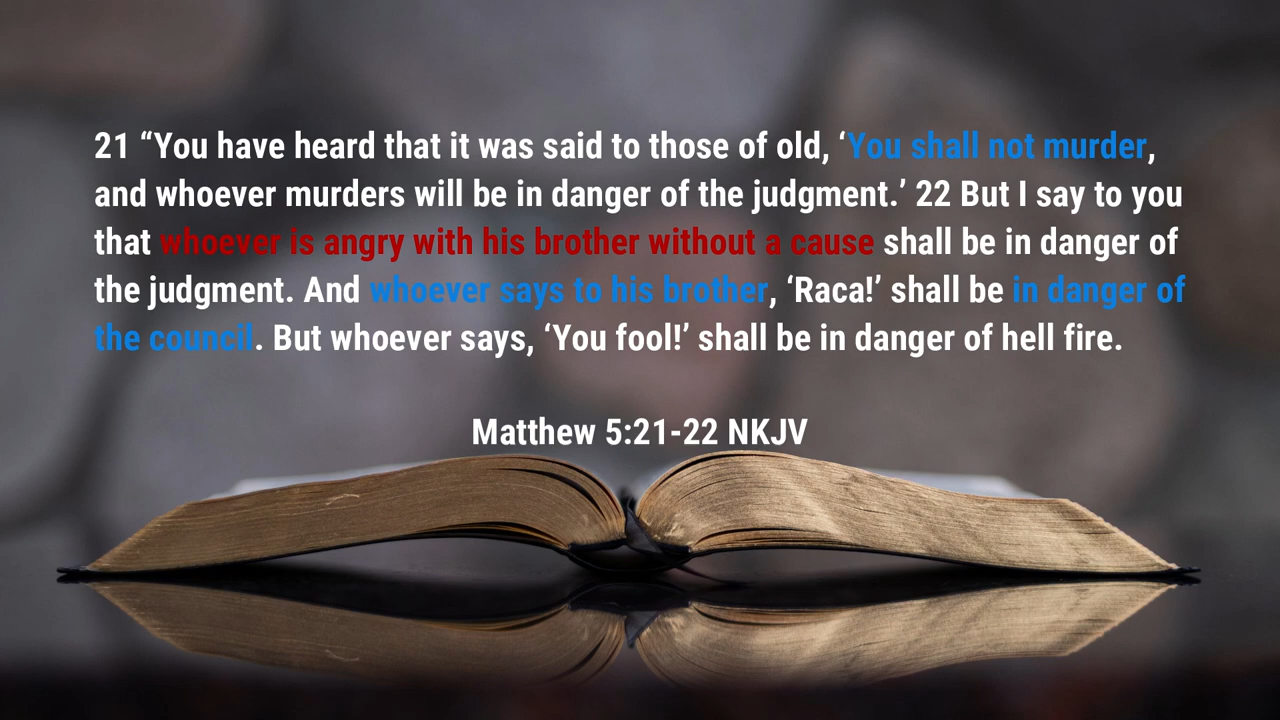 21 “You have heard that it was said to those of old, ‘You shall not murder,
and whoever murders will be in danger of the judgment.’ 22 But I say to you
that whoever is angry with his brother without a cause shall be in danger of
the judgment. And whoever says to his brother, ‘Raca!’ shall be in danger of
the council. But whoever says, ‘You fool!’ shall be in danger of hell fire.
Matthew 5:21-22 NKJV